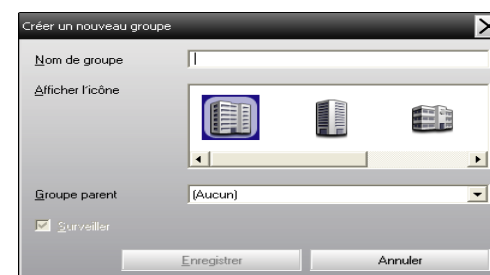 Créer un nouveau groupe
Nom de groupe
Afficher l'icône
Groupe parent (Aucun)
Surveiller
Enregistrer Annuler